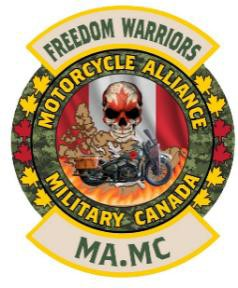 FREEDOM WARRIORS
MOTORCYCLE ALLIANCE
MILITARY CANADA
MA.MC